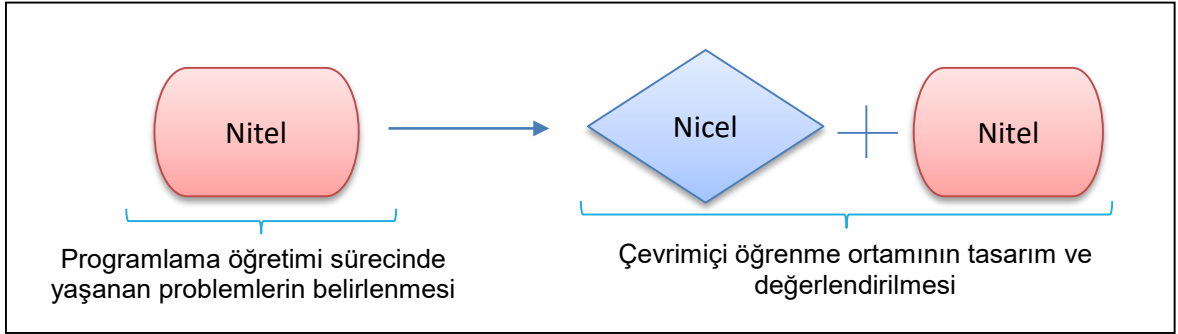 Nitel
Nicel
Nitel
Programlama öğretimi sürecinde
yaşanan problemlerin belirlenmesi
Çevrimiçi öğrenme ortamının tasarım ve
değerlendirilmesi